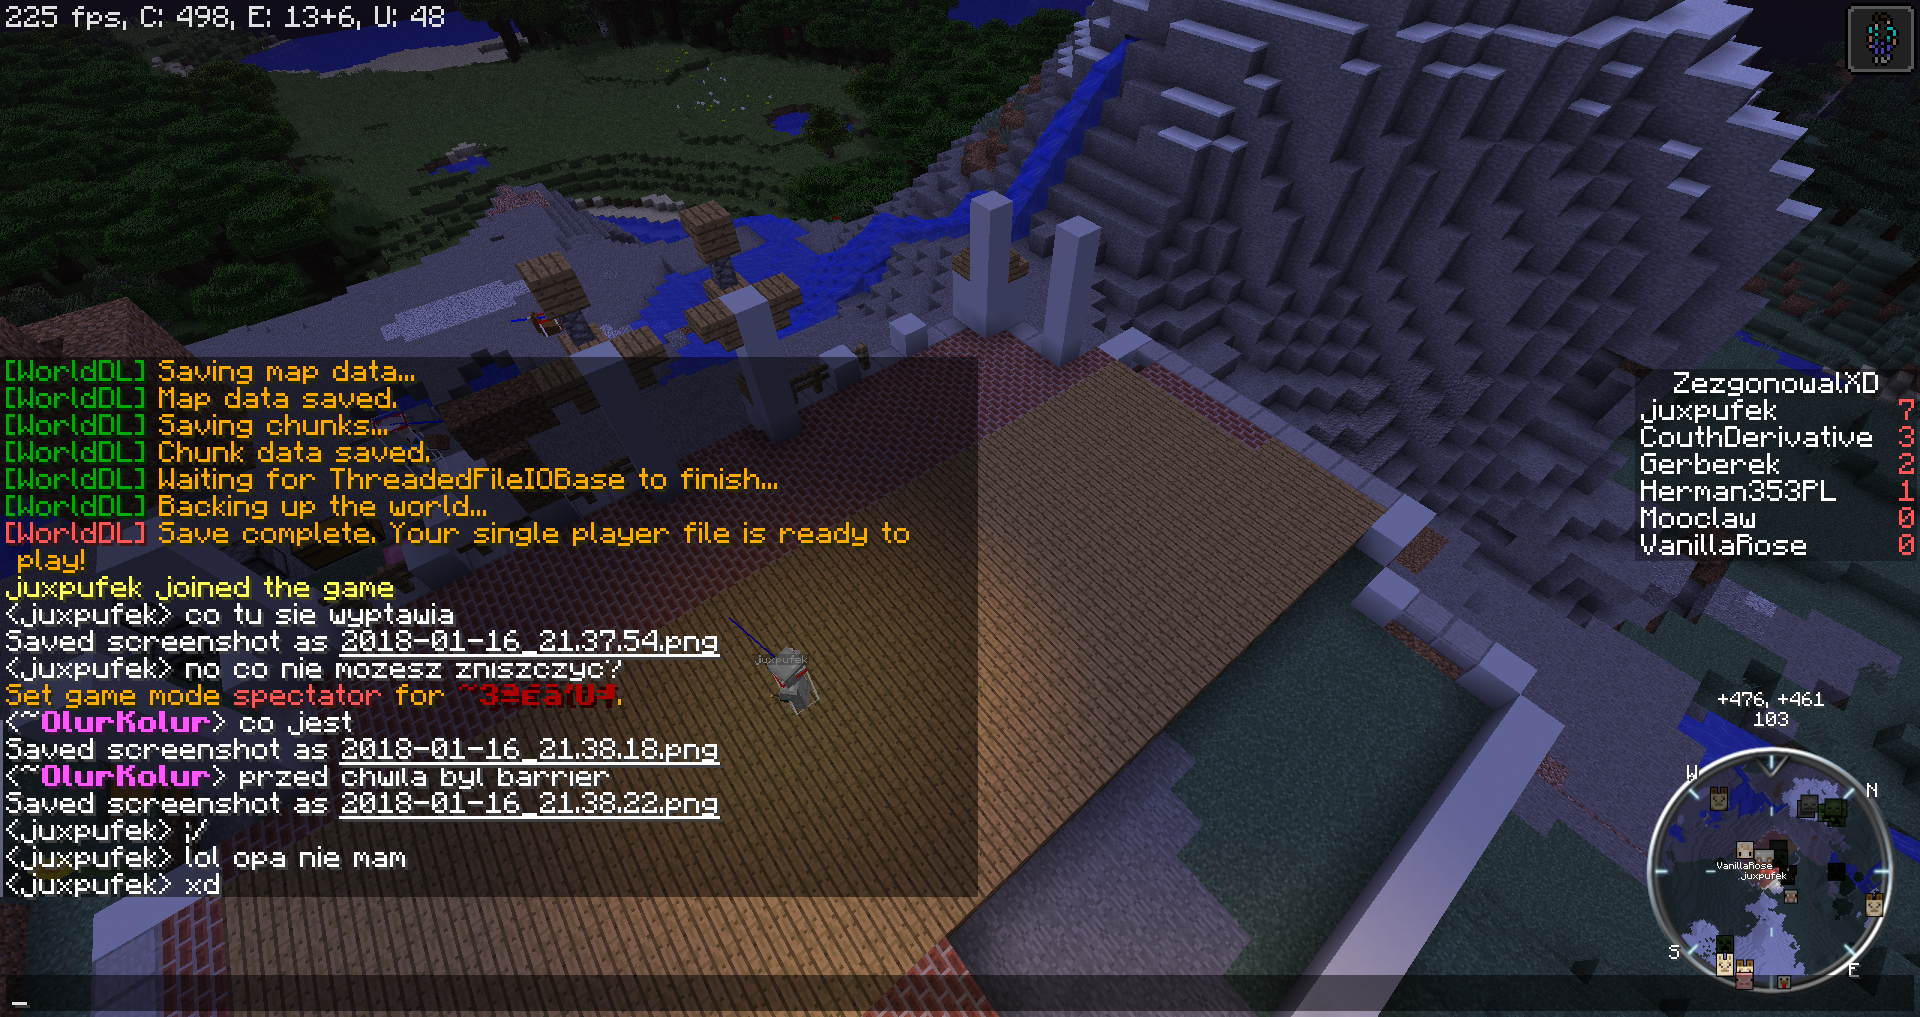 225 fps, C: 498, E: 13+6, U: 48
[WorldDL] Saving map data...
[WorldDL] Map data saved.
[WorldDL] Saving chunks...
[WorldDL] Chunk data saved.
[WorldDL] Waiting for ThreadedFileIOBase to finish...
[WorldDL] Backing up the world...
[WorldDL] Save complete. Your single player file is ready to
play!
juxpufek joined the game
<juxpufek> co tu sie wyptawia
Saved screenshot as 2018-01-16_21.37.54.png
<juxpufek> no co nie mozesz zniszczyc?
Set game mode spectator for
<~OlurKolur> co jest
Saved screenshot as 2018-01-16_21.38.18.png
<~OlurKolur> przed chwila byl barrier
Saved screenshot as 2018-01-16_21.38.22.png
<juxpufek> ;/
<juxpufek> lol opa nie mam
<juxpufek> xd
_
juxpufek
ZezgonowalXD
juxpufek 7
CouthDerivative 3
Gerberek 2
Herman353PL 1
Mooclaw 0
VanillaRose 0
+476, +461
103
W
N
VanillaRose
juxpufek
S
E